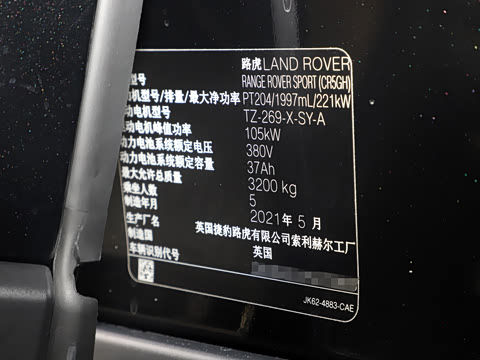 路虎 LAND ROVER
型号 RANGE ROVER SPORT (CR5GH)
机型号/排量/最大净功率 PT204/1997mL/221kW
动电机型号 TZ-269-X-SY-A
动电机峰值功率 105kW
动力电池系统额定电压 380V
动力电池系统额定容量 37Ah
最大允许总质量 3200 kg
乘坐人数 5
制造年月 2021年5月
生产厂名 英国捷豹路虎有限公司索利赫尔工厂
制造国 英国
车辆识别代号
JK62-4883-CAE